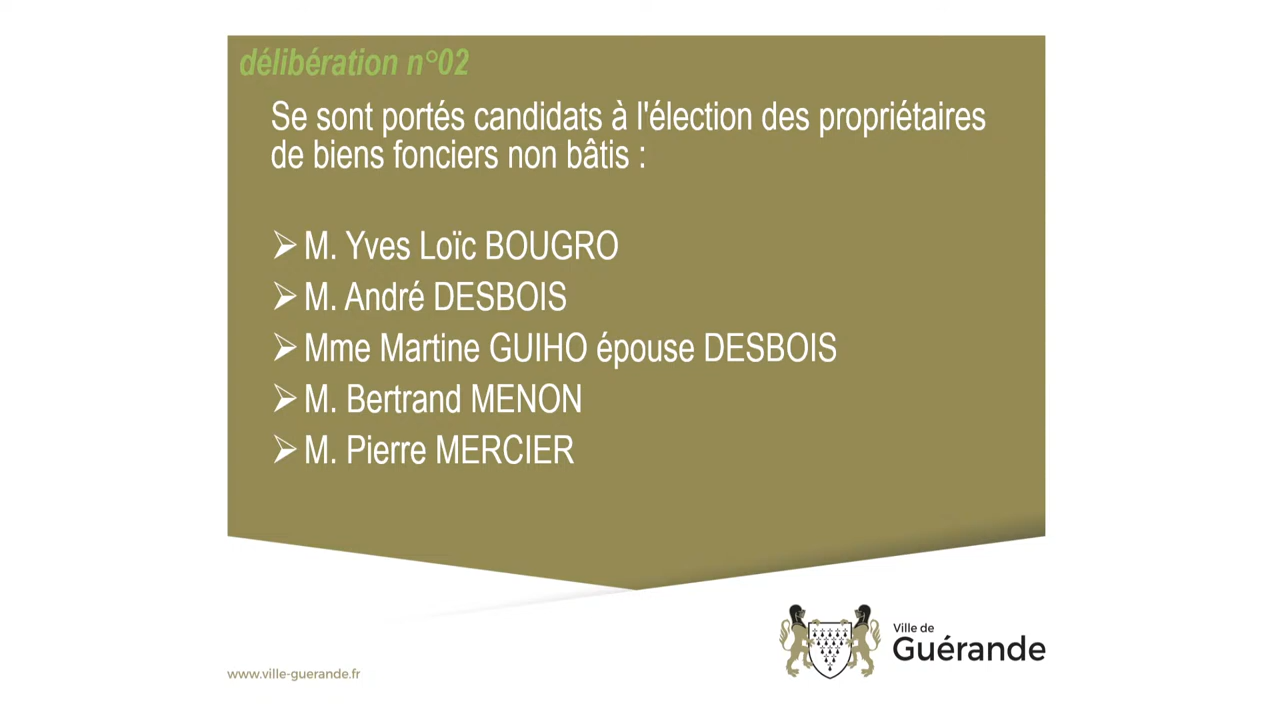 délibération n°02
Se sont portés candidats à l'élection des propriétaires
de biens fonciers non bâtis :
M. Yves Loïc BOUGRO
M. André DESBOIS
Mme Martine GUIHO épouse DESBOIS
M. Bertrand MENON
M. Pierre MERCIER
Ville de
Guérande
www.ville-guerande.fr